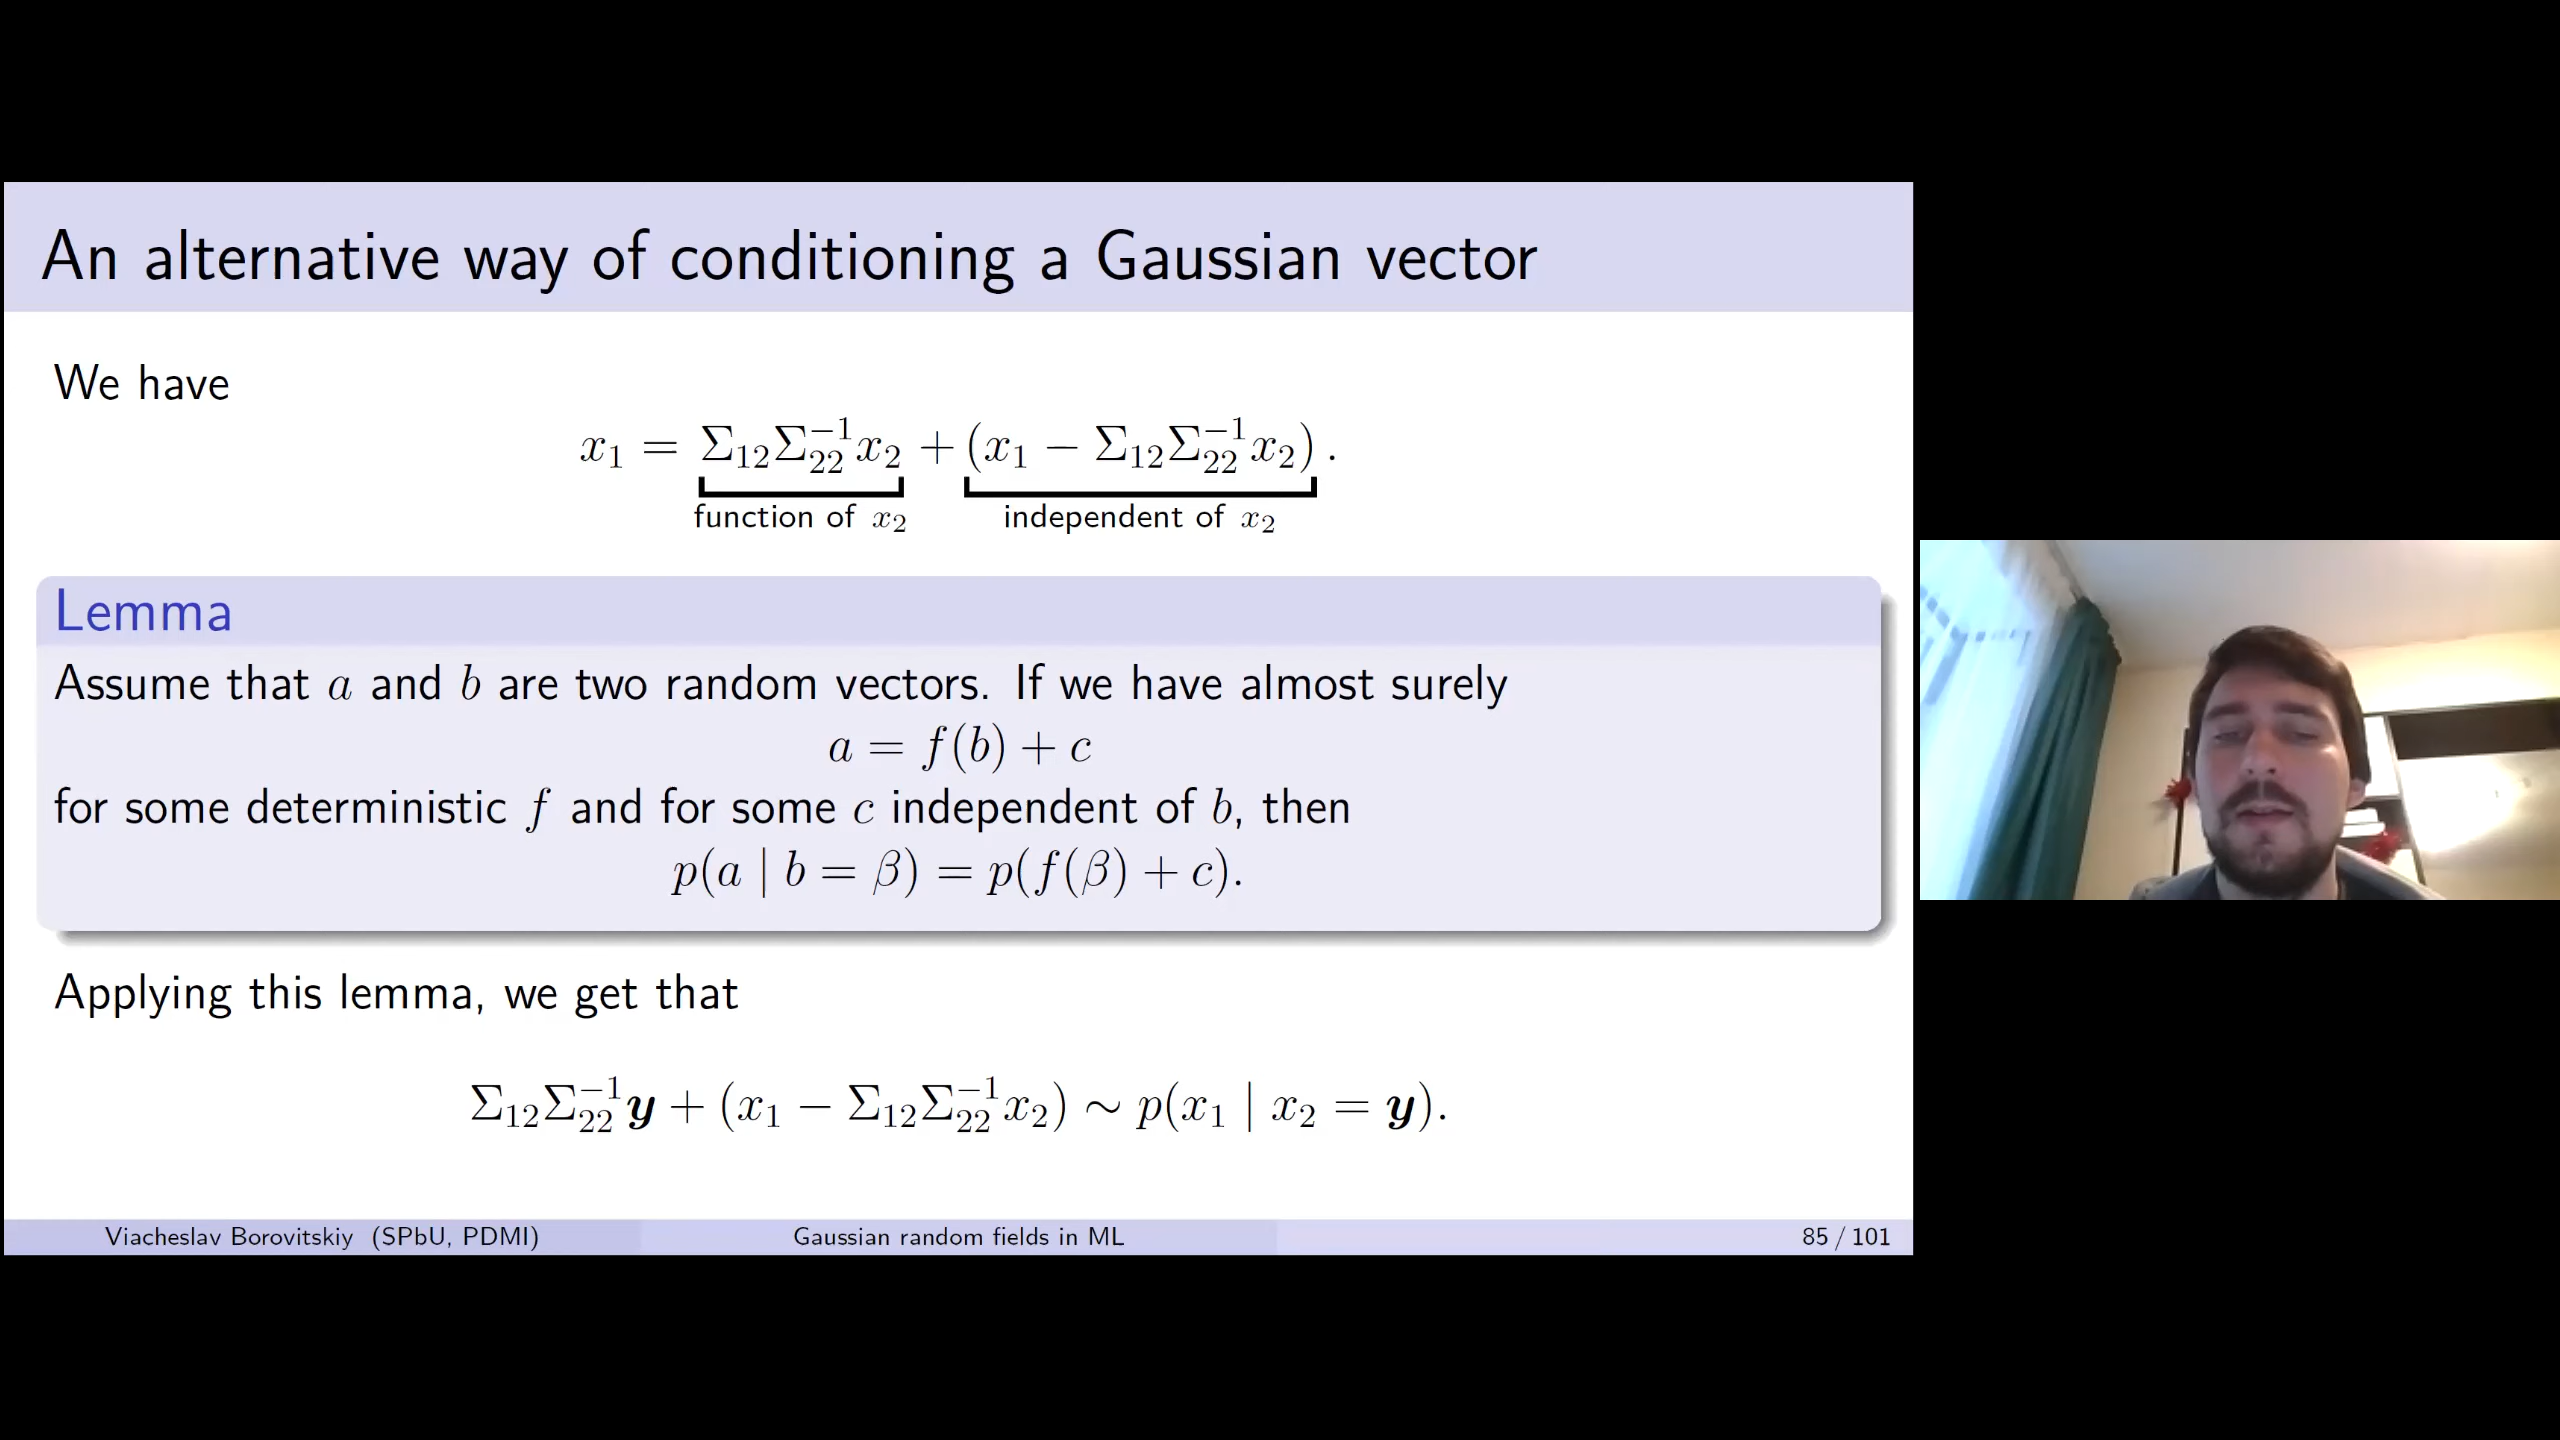 An alternative way of conditioning a Gaussian vector
We have
x₁ = Σ₁₂Σ₂₂⁻¹x₂ + (x₁ − Σ₁₂Σ₂₂⁻¹x₂) .
function of x₂ independent of x₂
Lemma
Assume that a and b are two random vectors. If we have almost surely
a = f(b) + c
for some deterministic f and for some c independent of b, then
p(a | b = β) = p(f(β) + c).
Applying this lemma, we get that
Σ₁₂Σ₂₂⁻¹y + (x₁ − Σ₁₂Σ₂₂⁻¹x₂) ∼ p(x₁ | x₂ = y).
Viacheslav Borovitskiy (SPbU, PDMI) Gaussian random fields in ML 85 / 101